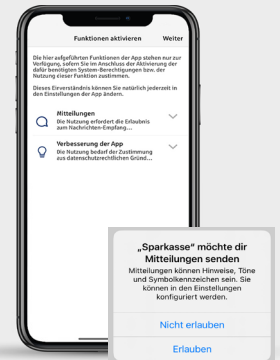 Funktionen aktivieren
Weiter
Die hier aufgeführten Funktionen der App stehen nur zur
Verfügung, sofern Sie im Anschluss der Aktivierung der
dafür benötigten System-Berechtigungen bzw. der
Nutzung dieser Funktion zustimmen.
Dieses Einverständnis können Sie natürlich jederzeit in
den Einstellungen der App ändern.
Mitteilungen
Die Nutzung erfordert die Erlaubnis
zum Nachrichten-Empfang...
Verbesserung der App
Die Nutzung bedarf der Zustimmung
aus datenschutzrechtlichen Gründ...
„Sparkasse“ möchte dir
Mitteilungen senden
Mitteilungen können Hinweise, Töne
und Symbolkennzeichen sein. Sie
können in den Einstellungen
konfiguriert werden.
Nicht erlauben
Erlauben